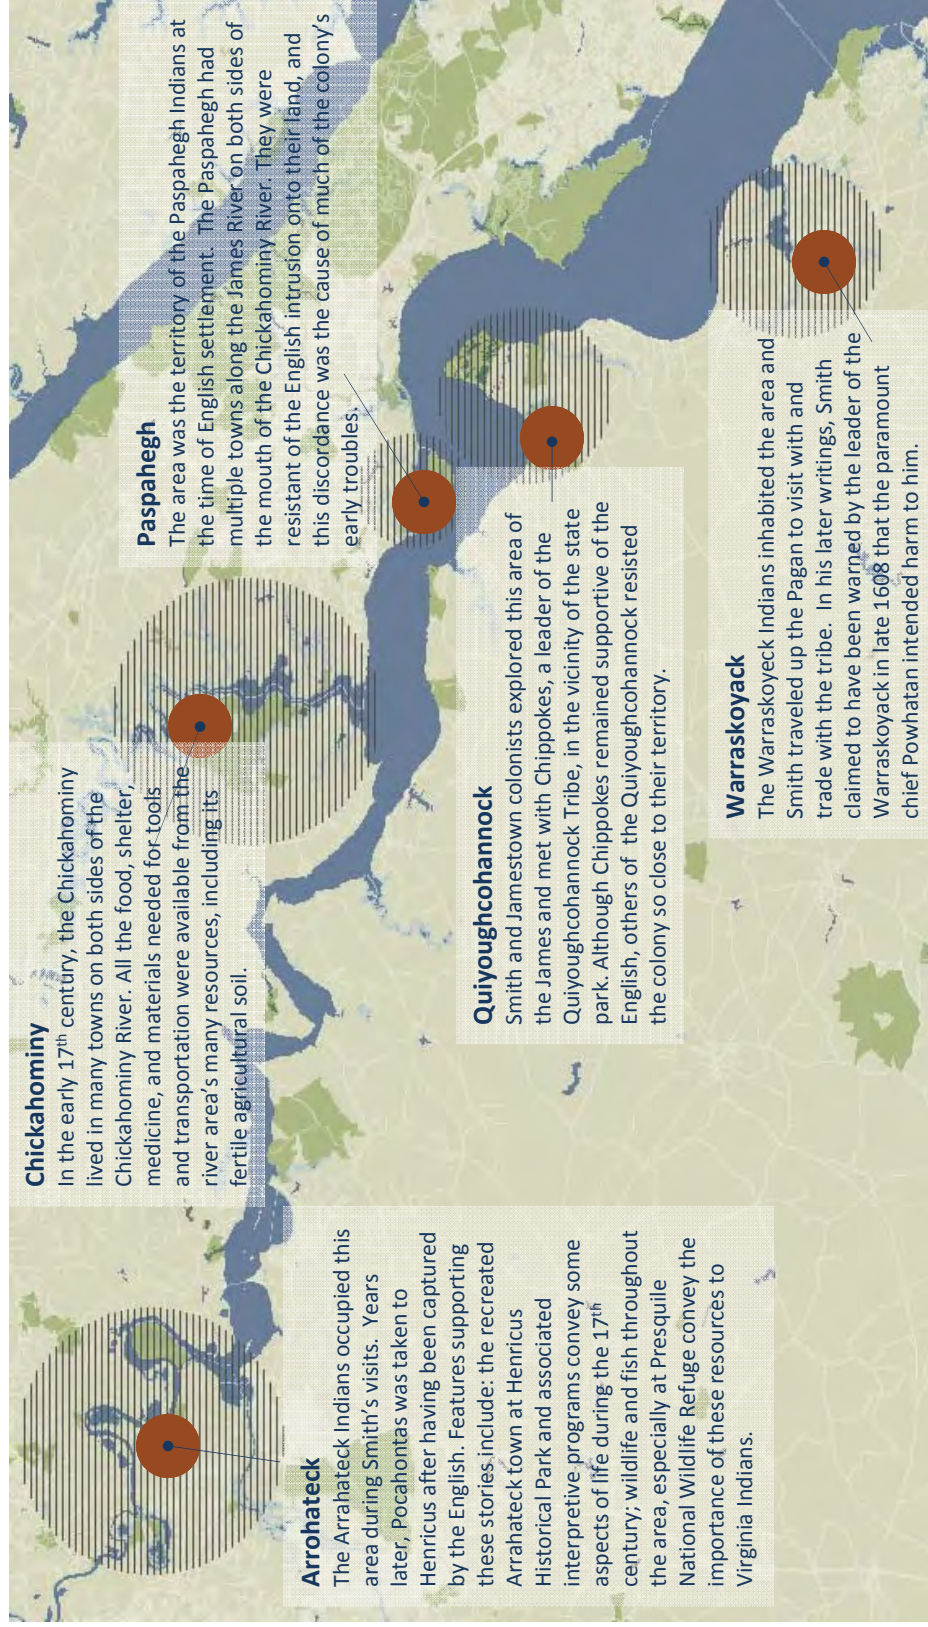 Arrohateck
The Arrahateck Indians occupied this
area during Smith's visits.  Years
later, Pocahontas was taken to
Henricus after having been captured
by the English. Features supporting
these stories include: the recreated
Arrahateck town at Henricus
Historical Park and associated
interpretive programs convey some
aspects of life during the 17th
century; wildlife and fish throughout
the area, especially at Presquile
National Wildlife Refuge convey the
importance of these resources to
Virginia Indians.
Chickahominy
In the early 17th century, the Chickahominy
lived in many towns on both sides of the
Chickahominy River. All the food, shelter,
medicine, and materials needed for tools
and transportation were available from the
river area's many resources, including its
fertile agricultural soil.
Quiyoughcohannock
Smith and Jamestown colonists explored this area of
the James and met with Chippokes, a leader of the
Quiyougcohannock Tribe, in the vicinity of the state
park. Although Chippokes remained supportive of the
English, others of the Quiyoughcohannock resisted
the colony so close to their territory.
Paspahegh
The area was the territory of the Paspahegh Indians at
the time of English settlement.  The Paspahegh had
multiple towns along the James River on both sides of
the mouth of the Chickahominy River. They were
resistant of the English intrusion onto their land, and
this discordance was the cause of much of the colony's
early troubles.
Warraskoyack
The Warraskoyeck Indians inhabited the area and
Smith traveled up the Pagan to visit with and
trade with the tribe.  In his later writings, Smith
claimed to have been warned by the leader of the
Warraskoyack in late 1608 that the paramount
chief Powhatan intended harm to him.